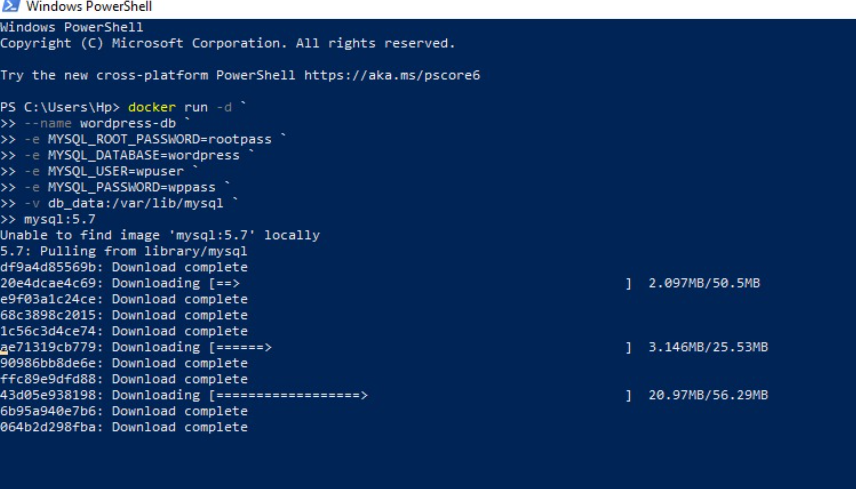 Windows PowerShell
Windows PowerShell
Copyright (C) Microsoft Corporation. All rights reserved.
Try the new cross-platform PowerShell https://aka.ms/pscore6
PS C:\Users\Hp> docker run -d `
>> --name wordpress-db `
>> -e MYSQL_ROOT_PASSWORD=rootpass `
>> -e MYSQL_DATABASE=wordpress `
>> -e MYSQL_USER=wpuser `
>> -e MYSQL_PASSWORD=wppass `
>> -v db_data:/var/lib/mysql `
>> mysql:5.7
Unable to find image 'mysql:5.7' locally
5.7: Pulling from library/mysql
df9a4d85569b: Download complete
20e4dcae4c69: Downloading [==> ] 2.097MB/50.5MB
e9f03a1c24ce: Download complete
68c3898c2015: Download complete
1c56c3d4ce74: Download complete
ae71319cb779: Downloading [======> ] 3.146MB/25.53MB
90986bb8de6e: Download complete
ffc89e9dfd88: Download complete
43d05e938198: Downloading [==================> ] 20.97MB/56.29MB
6b95a940e7b6: Download complete
064b2d298fba: Download complete